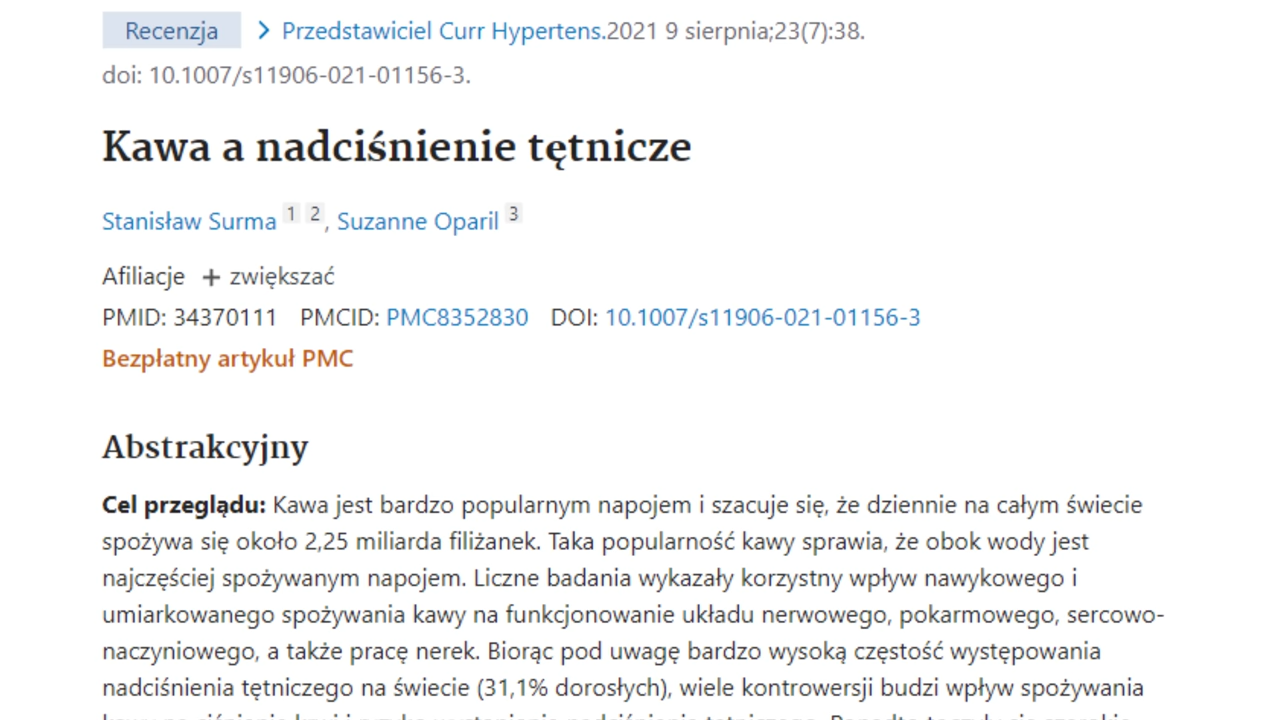 Recenzja > Przedstawiciel Curr Hypertens.2021 9 sierpnia;23(7):38.
doi: 10.1007/s11906-021-01156-3.
Kawa a nadciśnienie tętnicze
Stanisław Surma 1 2, Suzanne Oparil 3
Afiliacje + zwiększać
PMID: 34370111 PMCID: PMC8352830 DOI: 10.1007/s11906-021-01156-3
Bezpłatny artykuł PMC
Abstrakcyjny
Cel przeglądu: Kawa jest bardzo popularnym napojem i szacuje się, że dziennie na całym świecie
spożywa się około 2,25 miliarda filiżanek. Taka popularność kawy sprawia, że obok wody jest
najczęściej spożywanym napojem. Liczne badania wykazały korzystny wpływ nawykowego i
umiarkowanego spożywania kawy na funkcjonowanie układu nerwowego, pokarmowego, sercowo-
naczyniowego, a także pracę nerek. Biorąc pod uwagę bardzo wysoką częstość występowania
nadciśnienia tętniczego na świecie (31,1% dorosłych), wiele kontrowersji budzi wpływ spożywania